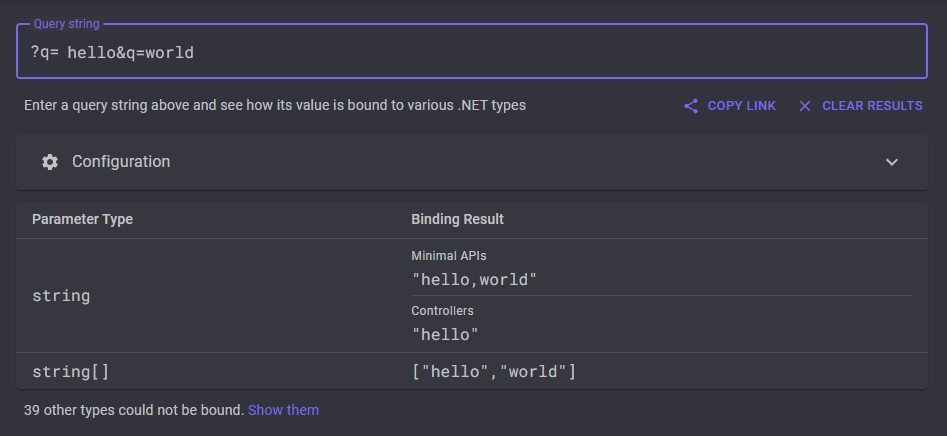 Query string
?q= hello&q=world
Enter a query string above and see how its value is bound to various .NET types
COPY LINK
CLEAR RESULTS
Configuration
Parameter Type
Binding Result
string
Minimal APIs
"hello,world"
Controllers
"hello"
string[]
["hello","world"]
39 other types could not be bound. Show them